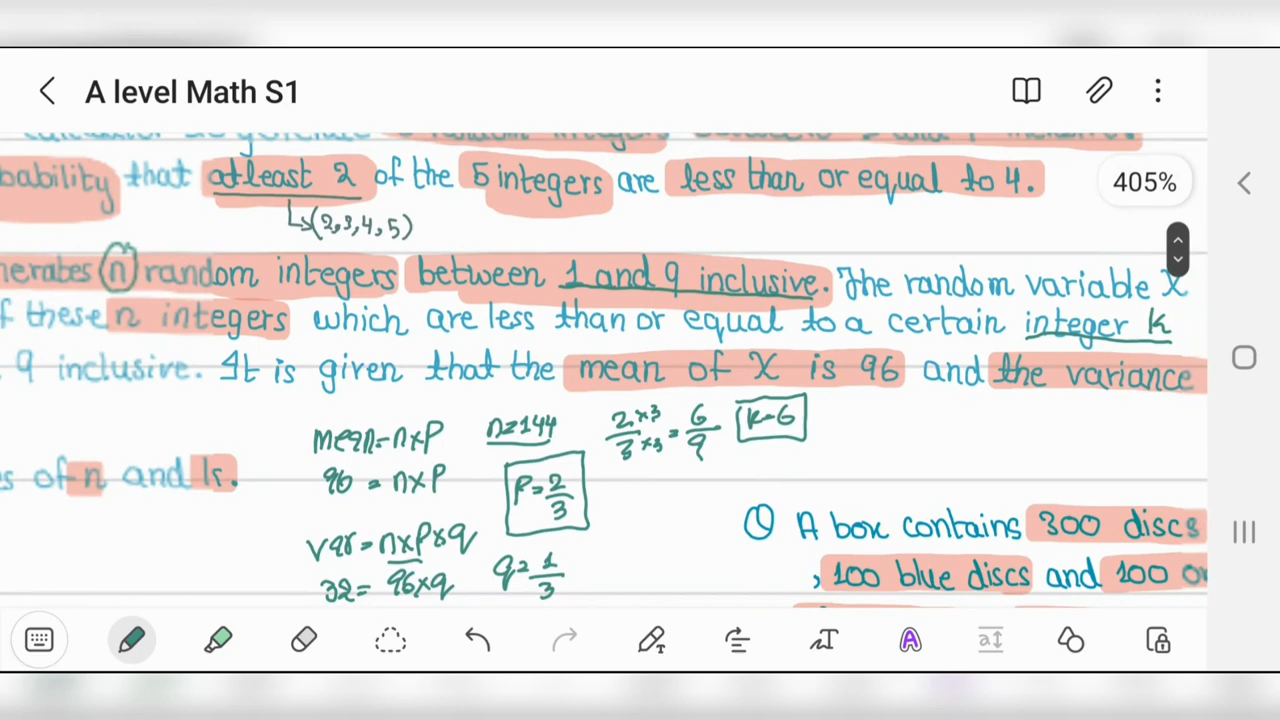 A level Math S1
405%
bability that atleast 2 of the 5 integers are less than or equal to 4.
↳(2,3,4,5)
nerates n random integers between 1 and 9 inclusive. The random variable X
f these n integers which are less than or equal to a certain integer k
9 inclusive. It is given that the mean of X is 96 and the variance
mean=n×P n=144 2×3/3×3 = 6/9 K=6
96 = n×P P=2/3
s of n and k.
var=n×P×q
32= 96×q q=1/3
Q A box contains 300 discs
, 100 blue discs and 100 o